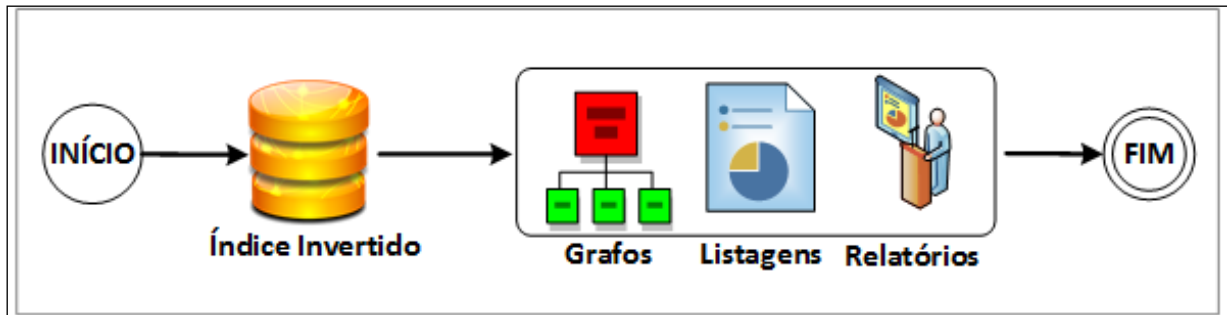 INÍCIO
Índice Invertido
Grafos
Listagens
Relatórios
FIM